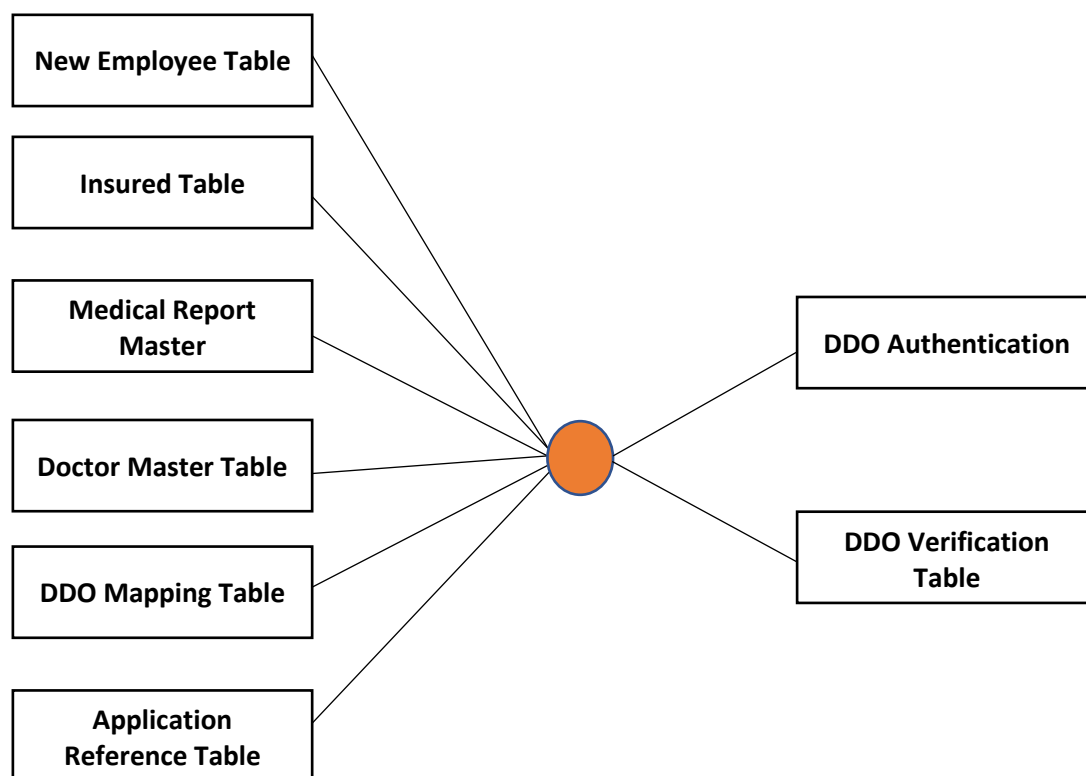 New Employee Table
Insured Table
Medical Report
Master
Doctor Master Table
DDO Mapping Table
Application
Reference Table
DDO Authentication
DDO Verification
Table